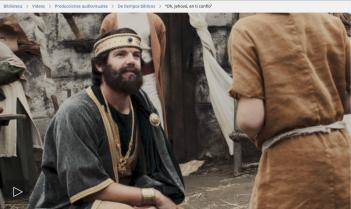 Biblioteca > Videos > Producciones audiovisuales > De tiempos bíblicos > "Oh, Jehová, en ti confío"